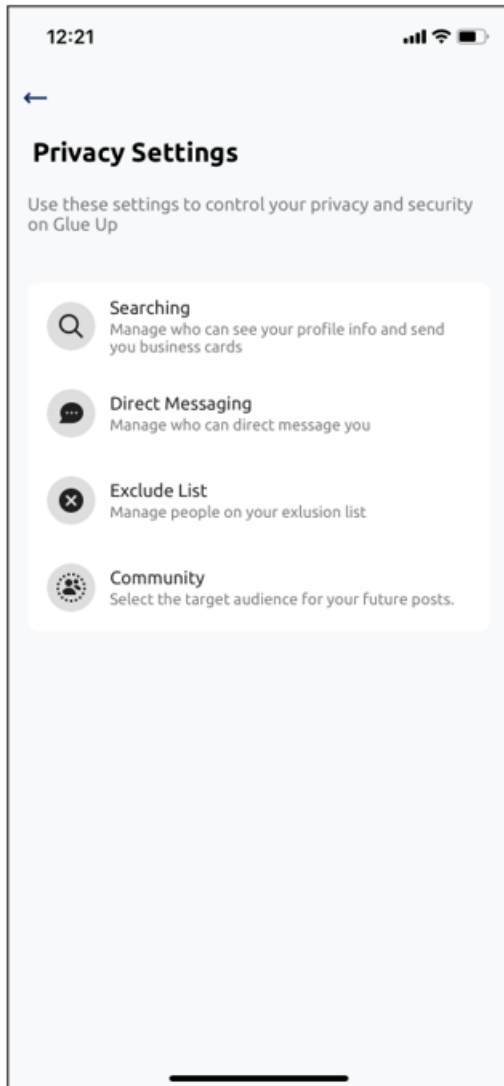 12:21
Privacy Settings
Use these settings to control your privacy and security
on Glue Up
Searching
Manage who can see your profile info and send
you business cards
Direct Messaging
Manage who can direct message you
Exclude List
Manage people on your exlusion list
Community
Select the target audience for your future posts.